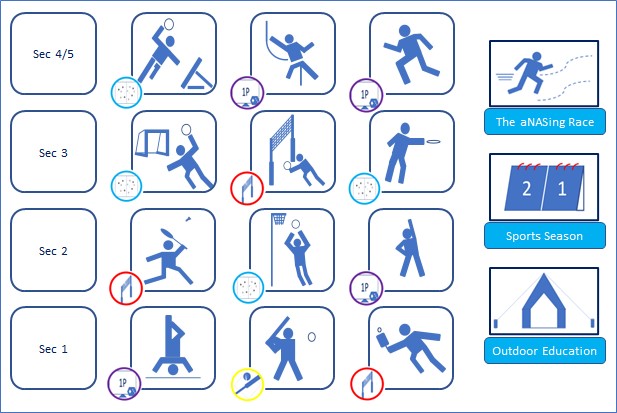 Sec 4/5
1P
1P
The aNASing Race
Sec 3
2 1
Sports Season
Sec 2
1P
Sec 1
1P
Outdoor Education